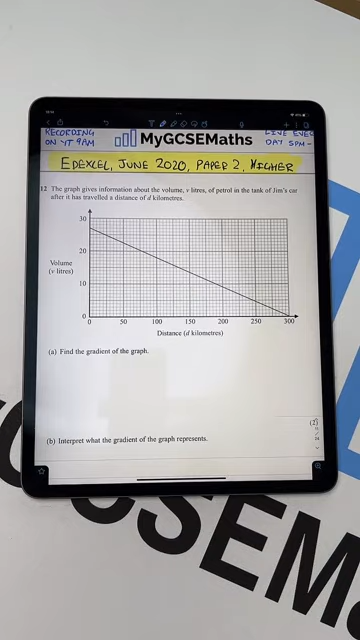 RECORDING
ON YT 9AM
MyGCSEMaths
LIVE EVERY
DAY 5PM -
EDEXCEL, JUNE 2020, PAPER 2, HIGHER
12 The graph gives information about the volume, v litres, of petrol in the tank of Jim's car
after it has travelled a distance of d kilometres.
30
20
10
0
Volume
(v litres)
0 50 100 150 200 250 300
Distance (d kilometres)
(a) Find the gradient of the graph.
(2)
(b) Interpret what the gradient of the graph represents.
GCSEMa